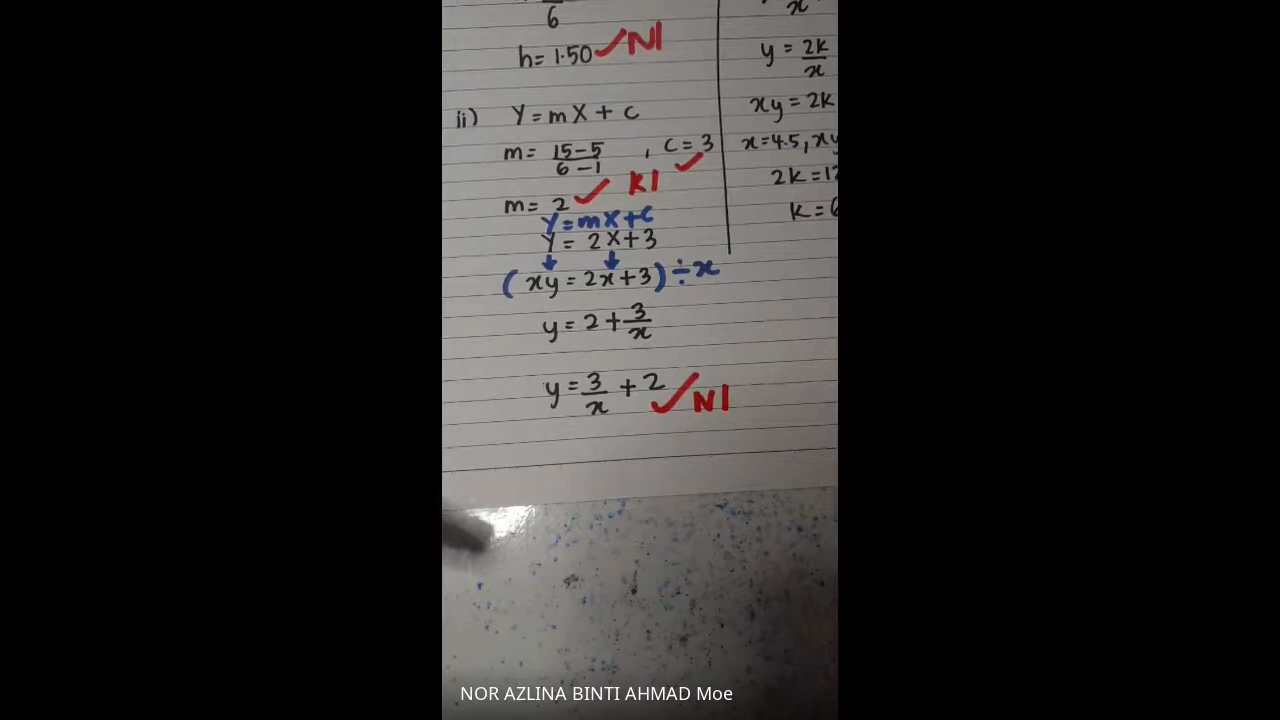 6
h = 1.50 ✓ N1
ii) Y = mX + c
m = 15 - 5 / 6 - 1 , c = 3 ✓
m = 2 ✓ K1
Y = mX + c
Y = 2X + 3
(xy = 2x + 3) ÷ x
y = 2 + 3/x
y = 3/x + 2 ✓ N1
x
y = 2k/x
xy = 2k
x = 4.5, xy
2k = 12
k = 6
NOR AZLINA BINTI AHMAD Moe